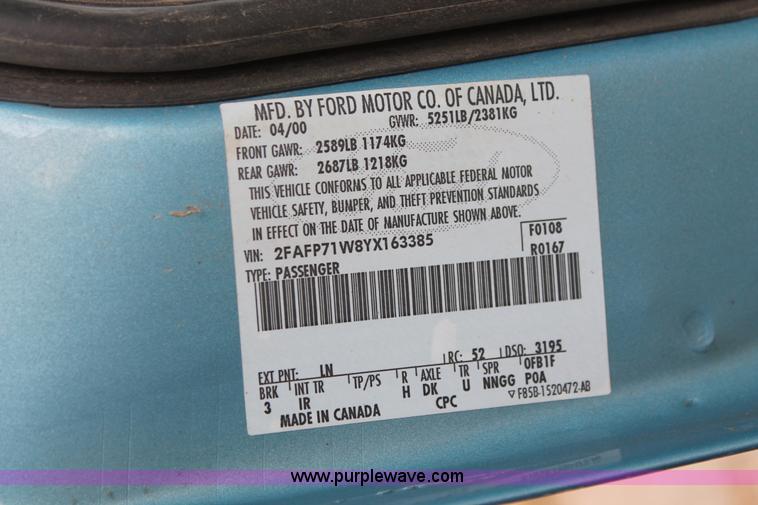 MFD. BY FORD MOTOR CO. OF CANADA, LTD.
DATE: 04/00 GVWR: 5251LB/2381KG
FRONT GAWR: 2589LB 1174KG
REAR GAWR: 2687LB 1218KG
THIS VEHICLE CONFORMS TO ALL APPLICABLE FEDERAL MOTOR
VEHICLE SAFETY, BUMPER, AND THEFT PREVENTION STANDARDS
IN EFFECT ON THE DATE OF MANUFACTURE SHOWN ABOVE.
VIN: 2FAFP71W8YX163385 F0108
TYPE: PASSENGER R0167
EXT PNT: LN RC: 52 DSO: 3195
BRK INT TR TP/PS R AXLE TR SPR 0FB1F
3 IR H DK U NNGG POA
MADE IN CANADA CPC ▽ F85B-1520472-AB
www.purplewave.com